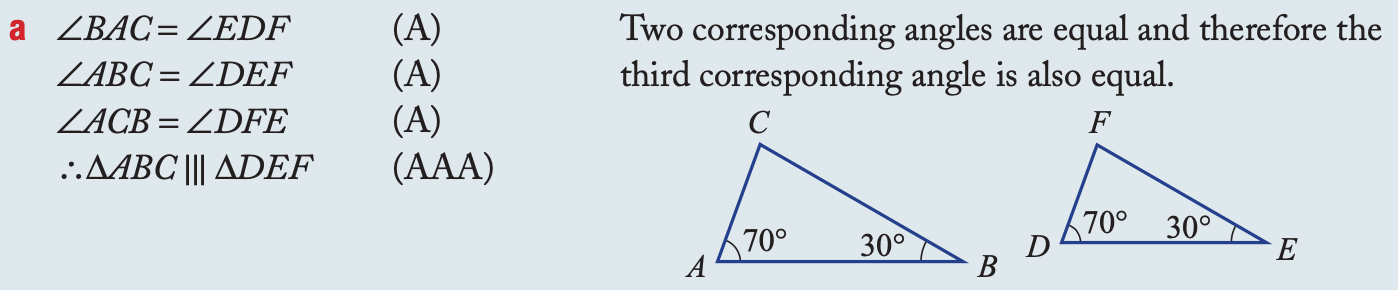 a ∠BAC = ∠EDF (A) Two corresponding angles are equal and therefore the
∠ABC = ∠DEF (A) third corresponding angle is also equal.
∠ACB = ∠DFE (A)
∴ ΔABC ||| ΔDEF (AAA)
C F
70° 30° 70° 30°
A B D E